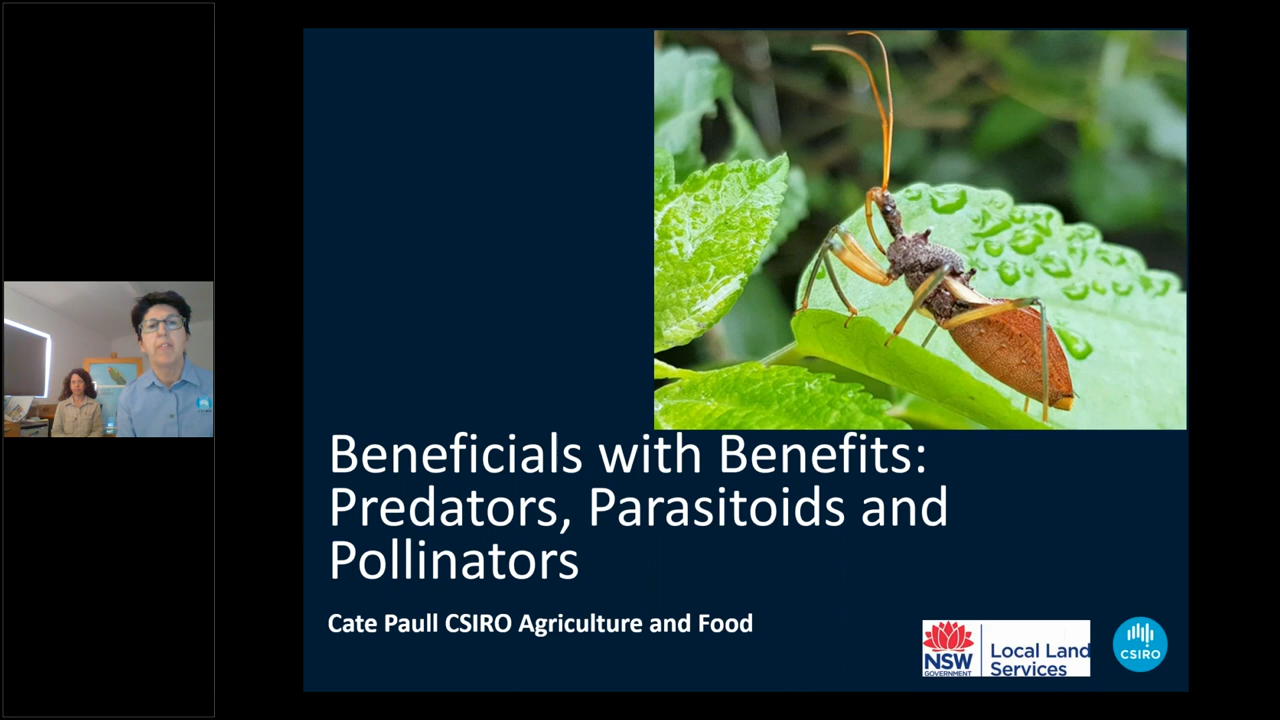 Beneficials with Benefits:
Predators, Parasitoids and
Pollinators
Cate Paull CSIRO Agriculture and Food
NSW
GOVERNMENT
Local Land
Services
CSIRO